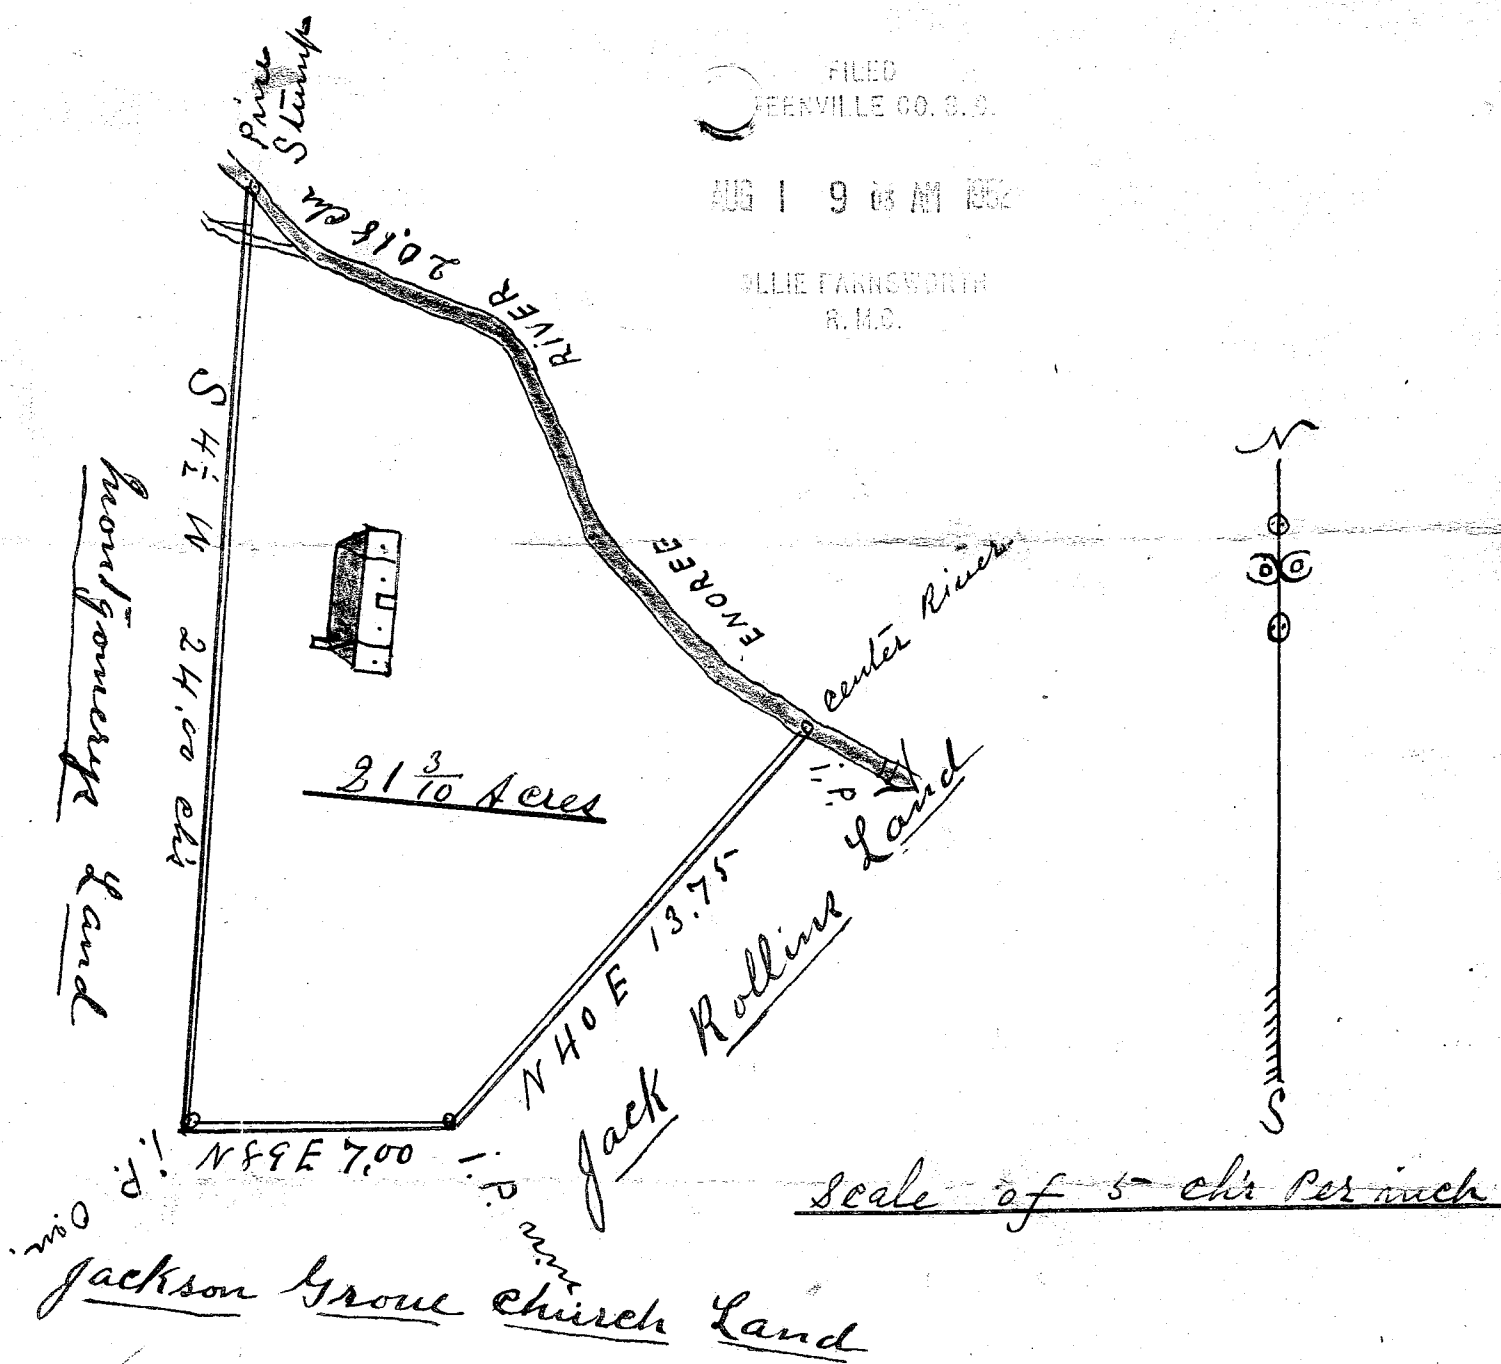 FILED
EENVILLE CO. S.C.
AUG 1 9 08 AM 1952
OLLIE FARNSWORTH
R. M.C.
Pine
Stump
20.18 chs
RIVER
ENOREE
center River
i.P.
S 4½ W 24.00 chs
Montgomery Land
21 3/10 Acres
N 40 E 13.75
Jack Rollins Land
N 89 E 7.00
i.P.
i.P.
Jackson Grove church Land
N
S
Scale of 5 chs Per inch